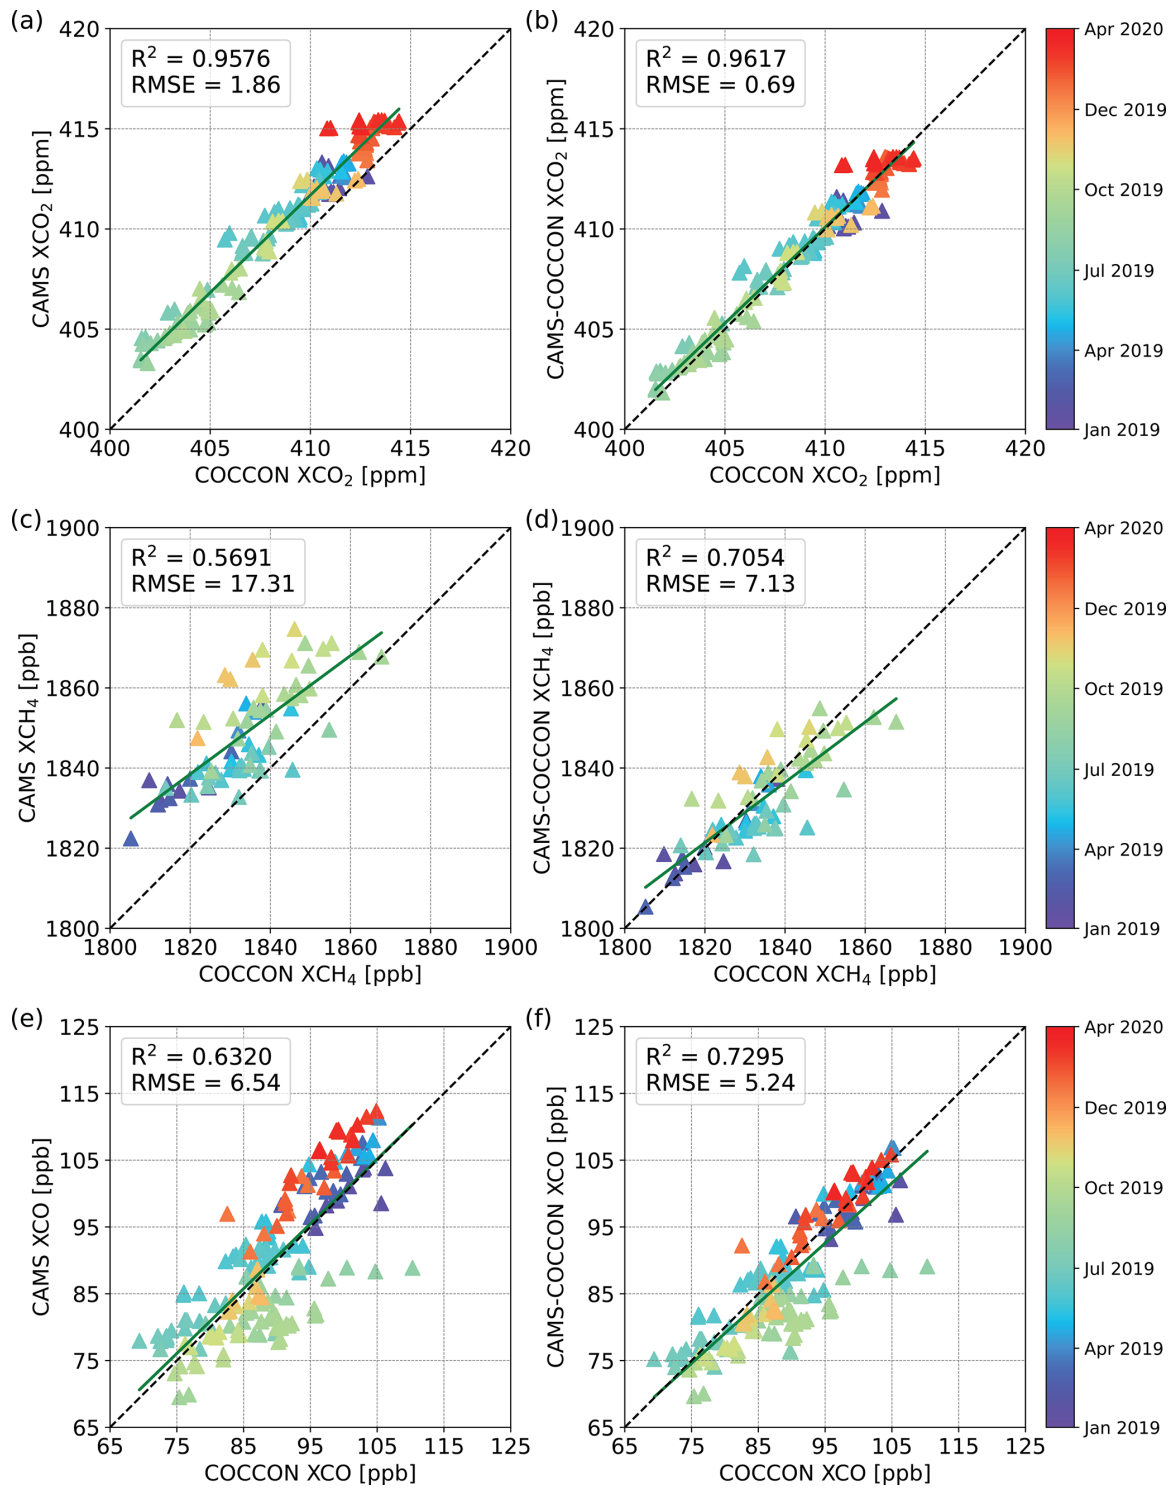 (a)
(b)
R² = 0.9576
RMSE = 1.86
CAMS XCO₂ [ppm]
420
415
410
405
400
400 405 410 415 420
COCCON XCO₂ [ppm]
R² = 0.9617
RMSE = 0.69
CAMS-COCCON XCO₂ [ppm]
420
415
410
405
400
400 405 410 415 420
COCCON XCO₂ [ppm]
Apr 2020
Dec 2019
Oct 2019
Jul 2019
Apr 2019
Jan 2019
(c)
(d)
R² = 0.5691
RMSE = 17.31
CAMS XCH₄ [ppb]
1900
1880
1860
1840
1820
1800
1800 1820 1840 1860 1880 1900
COCCON XCH₄ [ppb]
R² = 0.7054
RMSE = 7.13
CAMS-COCCON XCH₄ [ppb]
1900
1880
1860
1840
1820
1800
1800 1820 1840 1860 1880 1900
COCCON XCH₄ [ppb]
Apr 2020
Dec 2019
Oct 2019
Jul 2019
Apr 2019
Jan 2019
(e)
(f)
R² = 0.6320
RMSE = 6.54
CAMS XCO [ppb]
125
115
105
95
85
75
65
65 75 85 95 105 115 125
COCCON XCO [ppb]
R² = 0.7295
RMSE = 5.24
CAMS-COCCON XCO [ppb]
125
115
105
95
85
75
65
65 75 85 95 105 115 125
COCCON XCO [ppb]
Apr 2020
Dec 2019
Oct 2019
Jul 2019
Apr 2019
Jan 2019